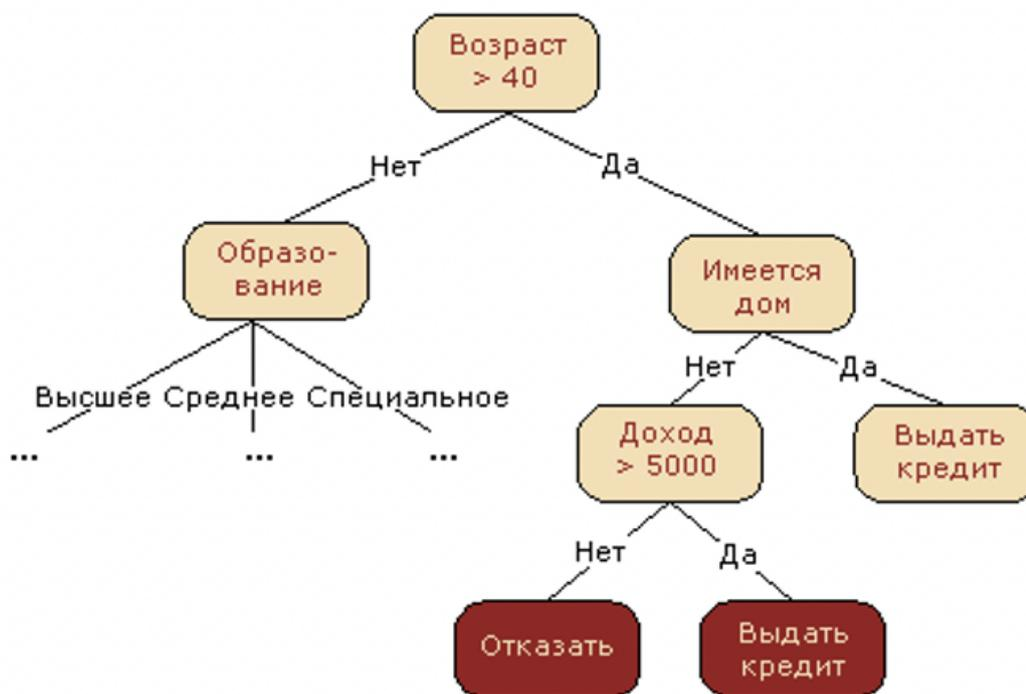 Возраст
> 40
Нет
Да
Образо-
вание
Имеется
дом
Высшее Среднее Специальное
... ... ...
Нет
Да
Доход
> 5000
Выдать
кредит
Нет
Да
Отказать
Выдать
кредит